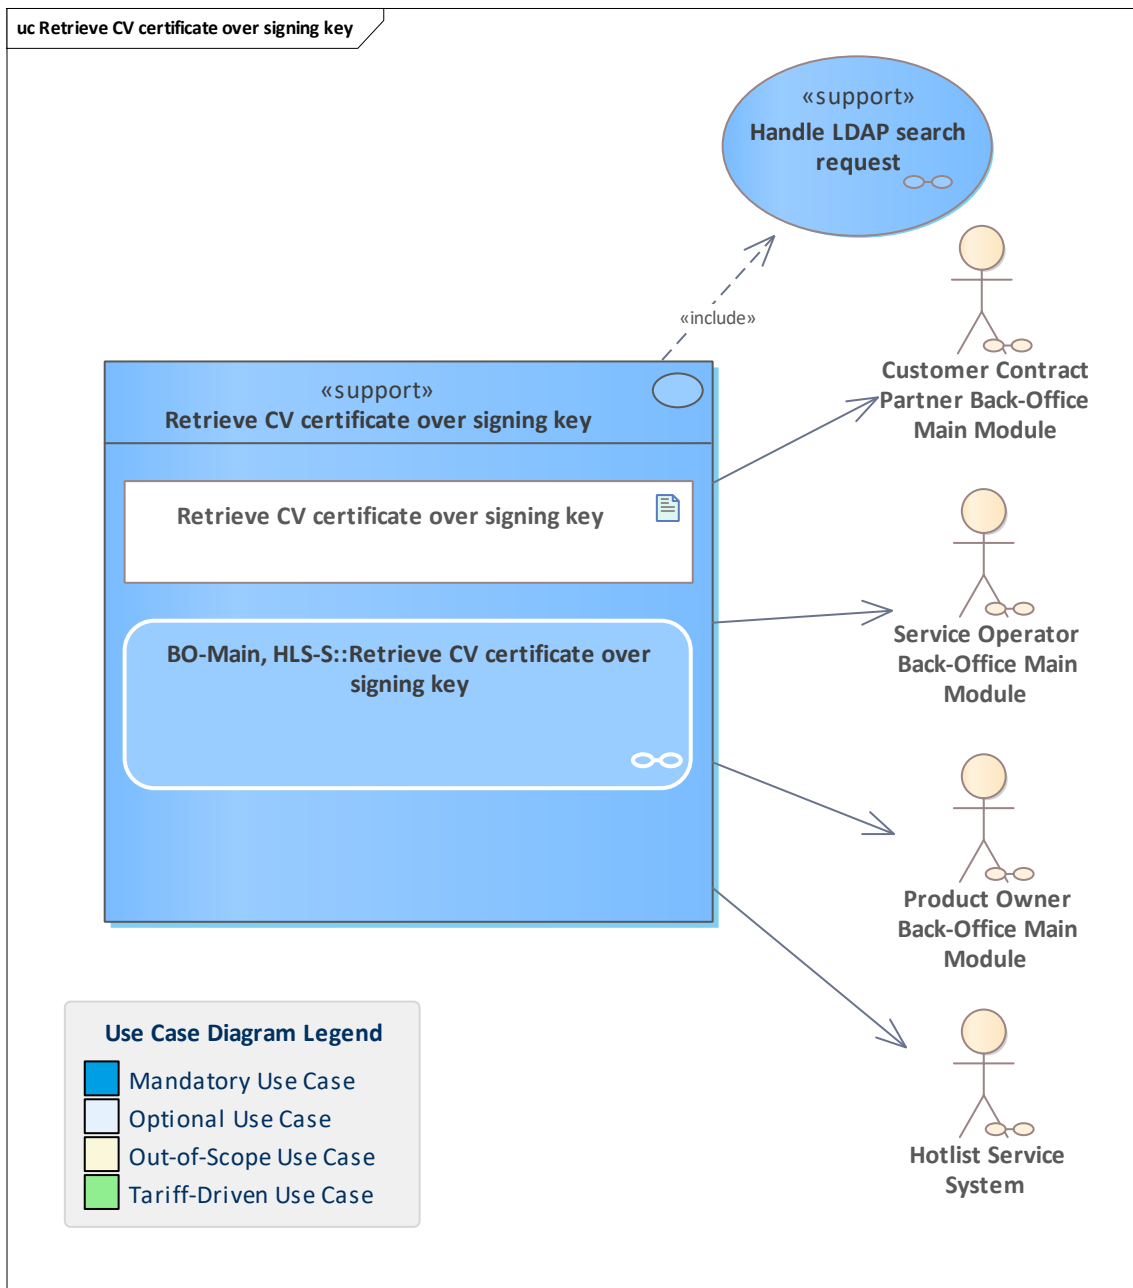 uc Retrieve CV certificate over signing key
«support»
Handle LDAP search
request
«include»
Customer Contract
Partner Back-Office
Main Module
«support»
Retrieve CV certificate over signing key
Retrieve CV certificate over signing key
BO-Main, HLS-S::Retrieve CV certificate over
signing key
Service Operator
Back-Office Main
Module
Product Owner
Back-Office Main
Module
Hotlist Service
System
Use Case Diagram Legend
Mandatory Use Case
Optional Use Case
Out-of-Scope Use Case
Tariff-Driven Use Case